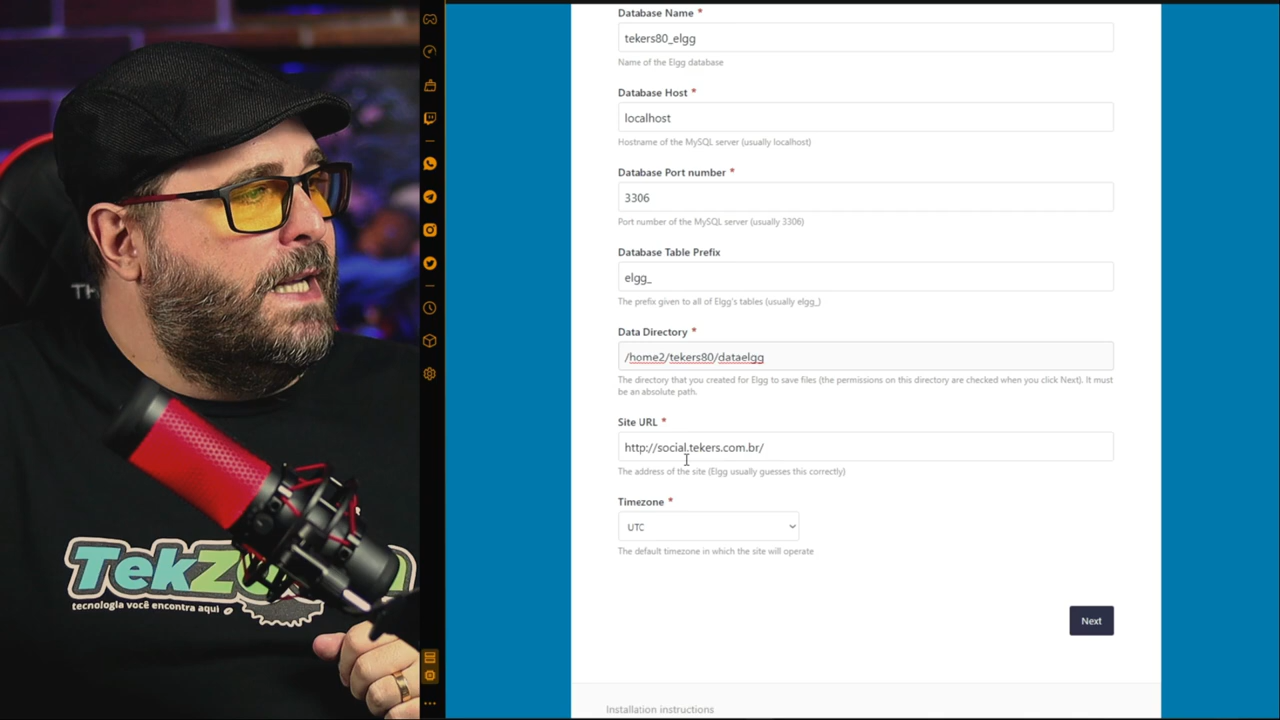 Database Name *
tekers80_elgg
Name of the Elgg database
Database Host *
localhost
Hostname of the MySQL server (usually localhost)
Database Port number *
3306
Port number of the MySQL server (usually 3306)
Database Table Prefix
elgg_
The prefix given to all of Elgg's tables (usually elgg_)
Data Directory *
/home2/tekers80/dataelgg
The directory that you created for Elgg to save files (the permissions on this directory are checked when you click Next). It must
be an absolute path.
Site URL *
http://social.tekers.com.br/
The address of the site (Elgg usually guesses this correctly)
Timezone *
UTC
The default timezone in which the site will operate
Next
Installation instructions
TH
TekZ
tecnologia você encontra aqui